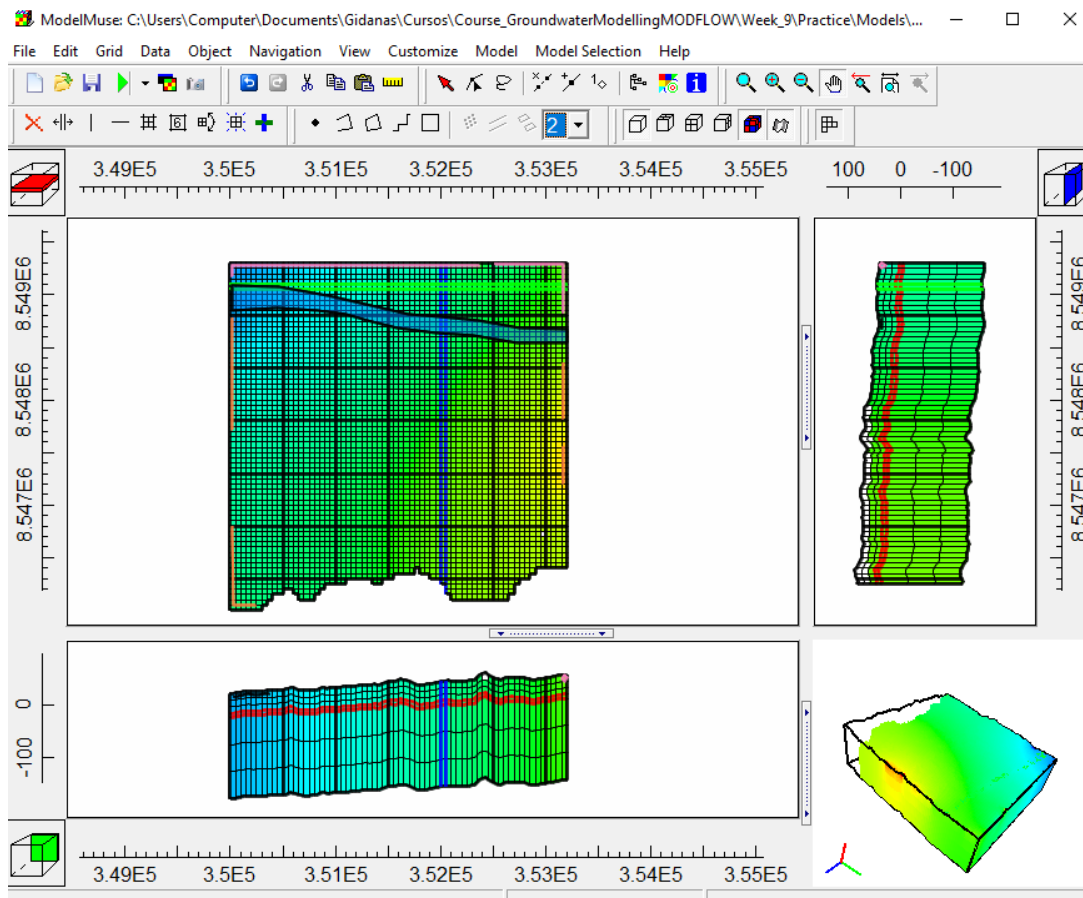 ModelMuse: C:\Users\Computer\Documents\Gidanas\Cursos\Course_GroundwaterModellingMODFLOW\Week_9\Practice\Models\...
File Edit Grid Data Object Navigation View Customize Model Model Selection Help
6
2
3.49E5 3.5E5 3.51E5 3.52E5 3.53E5 3.54E5 3.55E5
100 0 -100
8.549E6
8.548E6
8.547E6
8.549E6
8.548E6
8.547E6
0
-100
3.49E5 3.5E5 3.51E5 3.52E5 3.53E5 3.54E5 3.55E5